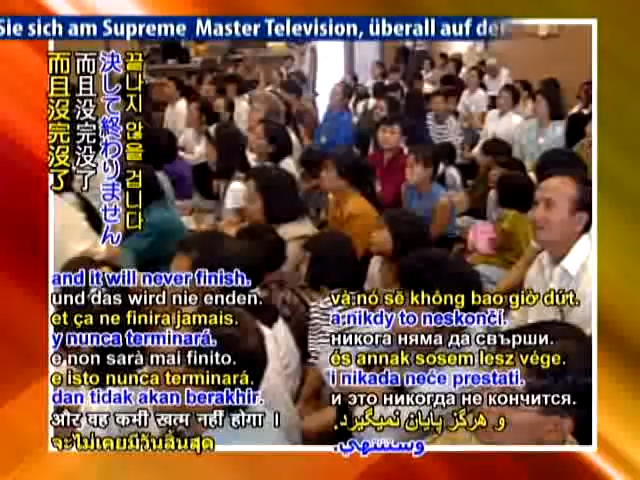 Sie sich am Supreme Master Television, überall auf der
而且沒完沒了
而且没完没了
決して終わりません
끝나지 않을 겁니다
and it will never finish.
und das wird nie enden.
et ça ne finira jamais.
y nunca terminará.
e non sarà mai finito.
e isto nunca terminará.
dan tidak akan berakhir.
और यह कभी खत्म नहीं होगा ।
จะไม่เคยมีวันสิ้นสุด
và nó sẽ không bao giờ dứt.
a nikdy to neskončí.
никога няма да свърши.
és annak sosem lesz vége.
i nikada neće prestati.
и это никогда не кончится.
و هرگز پایان نمیگیرد.